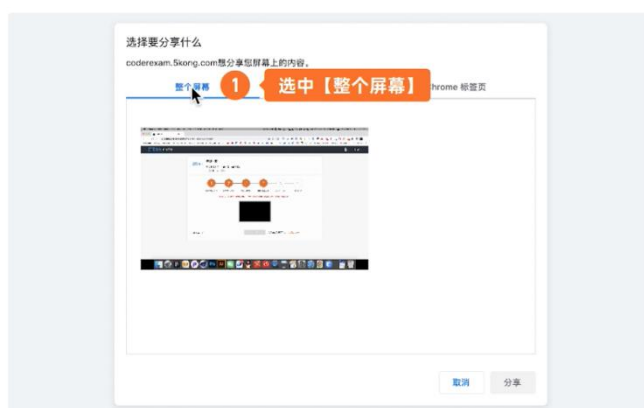 选择要分享什么
coderexam.5kong.com想分享您屏幕上的内容。
整个屏幕
1 选中【整个屏幕】
hrome 标签页
取消 分享